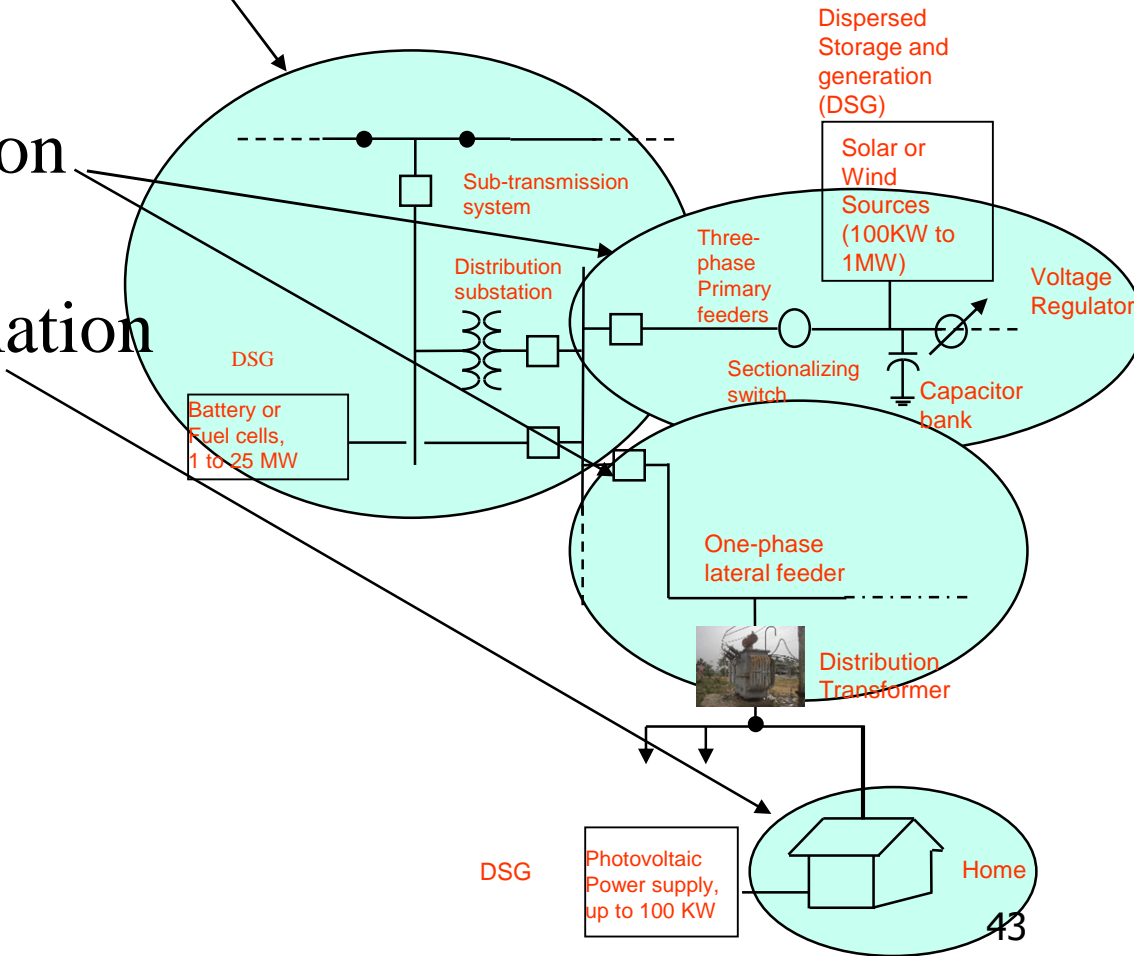 Dispersed
Storage and
generation
(DSG)
Solar or
Wind
Sources
(100KW to
1MW)
on
Sub-transmission
system
Three-
phase
Primary
feeders
Voltage
Regulator
Distribution
substation
lation
DSG
Sectionalizing
switch
Capacitor
bank
Battery or
Fuel cells,
1 to 25 MW
One-phase
lateral feeder
Distribution
Transformer
DSG
Photovoltaic
Power supply,
up to 100 KW
Home
43